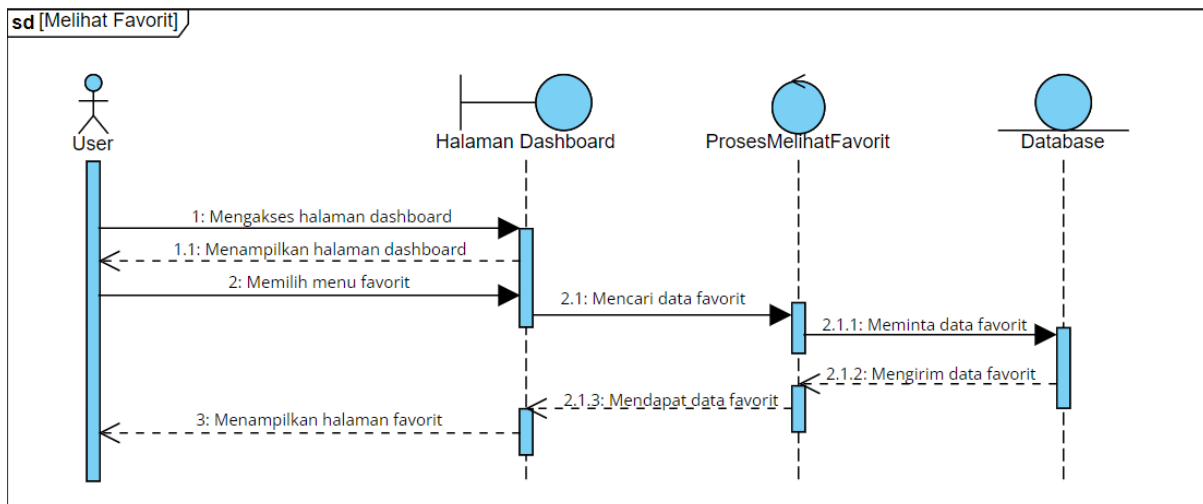 sd [Melihat Favorit]
User
Halaman Dashboard
ProsesMelihatFavorit
Database
1: Mengakses halaman dashboard
1.1: Menampilkan halaman dashboard
2: Memilih menu favorit
2.1: Mencari data favorit
2.1.1: Meminta data favorit
2.1.2: Mengirim data favorit
2.1.3: Mendapat data favorit
3: Menampilkan halaman favorit